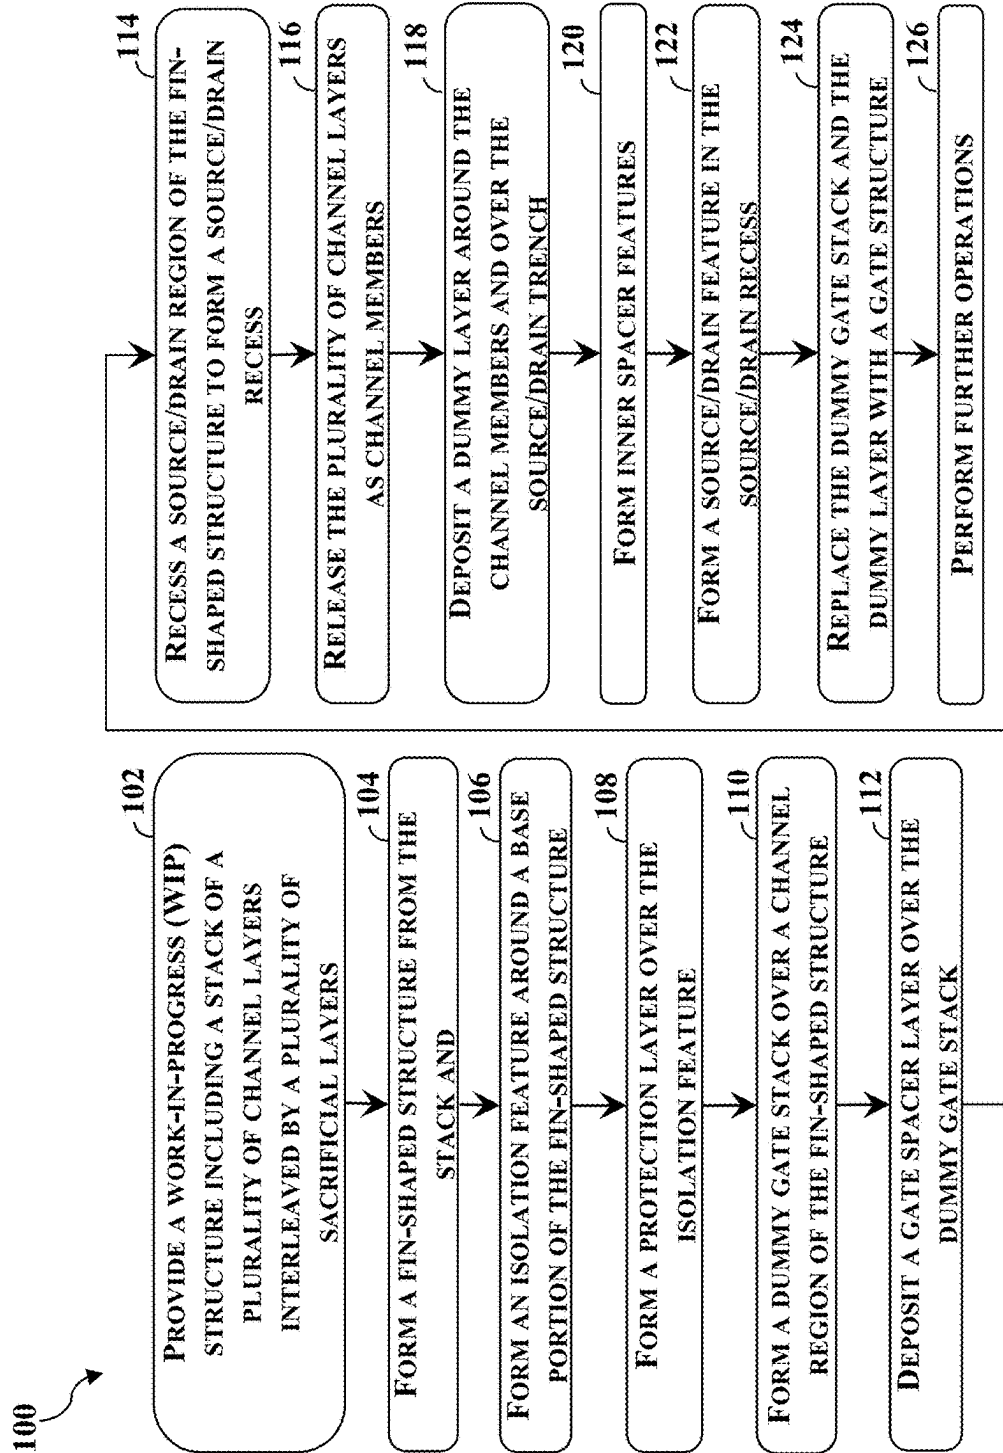 100
102
PROVIDE A WORK-IN-PROGRESS (WIP)
STRUCTURE INCLUDING A STACK OF A
PLURALITY OF CHANNEL LAYERS
INTERLEAVED BY A PLURALITY OF
SACRIFICIAL LAYERS
104
FORM A FIN-SHAPED STRUCTURE FROM THE
STACK AND
106
FORM AN ISOLATION FEATURE AROUND A BASE
PORTION OF THE FIN-SHAPED STRUCTURE
108
FORM A PROTECTION LAYER OVER THE
ISOLATION FEATURE
110
FORM A DUMMY GATE STACK OVER A CHANNEL
REGION OF THE FIN-SHAPED STRUCTURE
112
DEPOSIT A GATE SPACER LAYER OVER THE
DUMMY GATE STACK
114
RECESS A SOURCE/DRAIN REGION OF THE FIN-
SHAPED STRUCTURE TO FORM A SOURCE/DRAIN
RECESS
116
RELEASE THE PLURALITY OF CHANNEL LAYERS
AS CHANNEL MEMBERS
118
DEPOSIT A DUMMY LAYER AROUND THE
CHANNEL MEMBERS AND OVER THE
SOURCE/DRAIN TRENCH
120
FORM INNER SPACER FEATURES
122
FORM A SOURCE/DRAIN FEATURE IN THE
SOURCE/DRAIN RECESS
124
REPLACE THE DUMMY GATE STACK AND THE
DUMMY LAYER WITH A GATE STRUCTURE
126
PERFORM FURTHER OPERATIONS